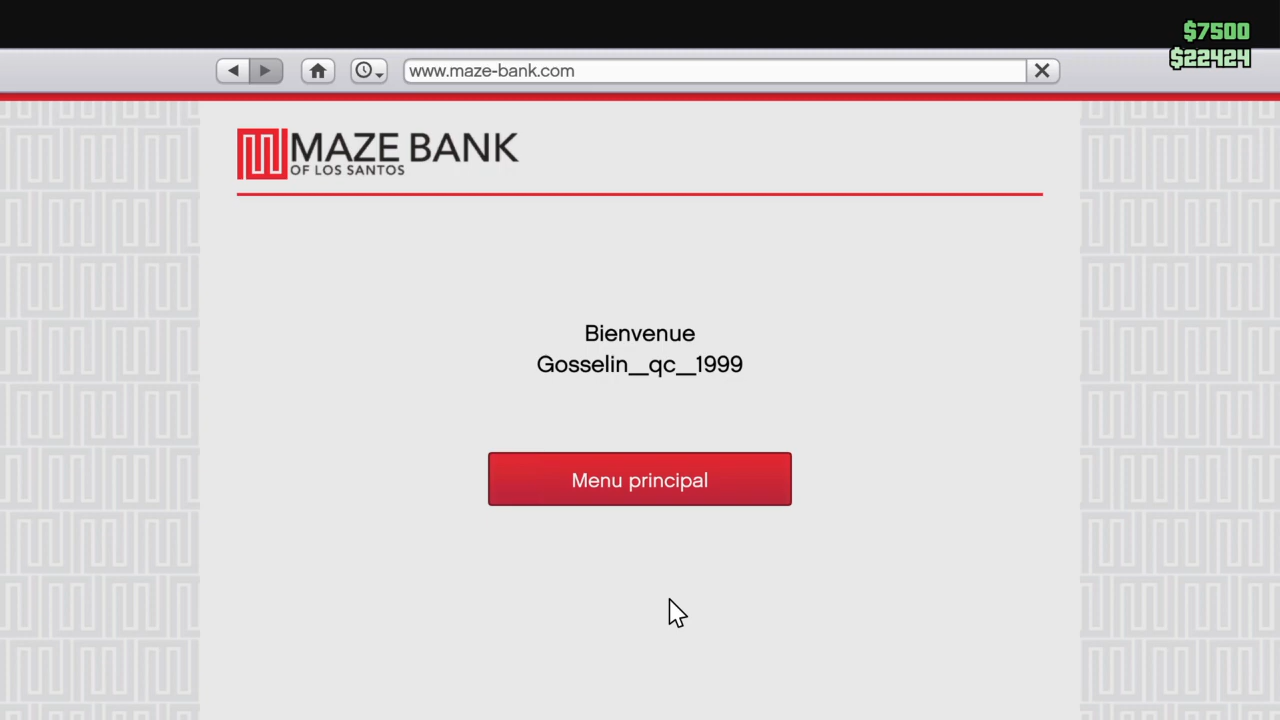 $7500
$22424
www.maze-bank.com
MAZE BANK
OF LOS SANTOS
Bienvenue
Gosselin__qc__1999
Menu principal